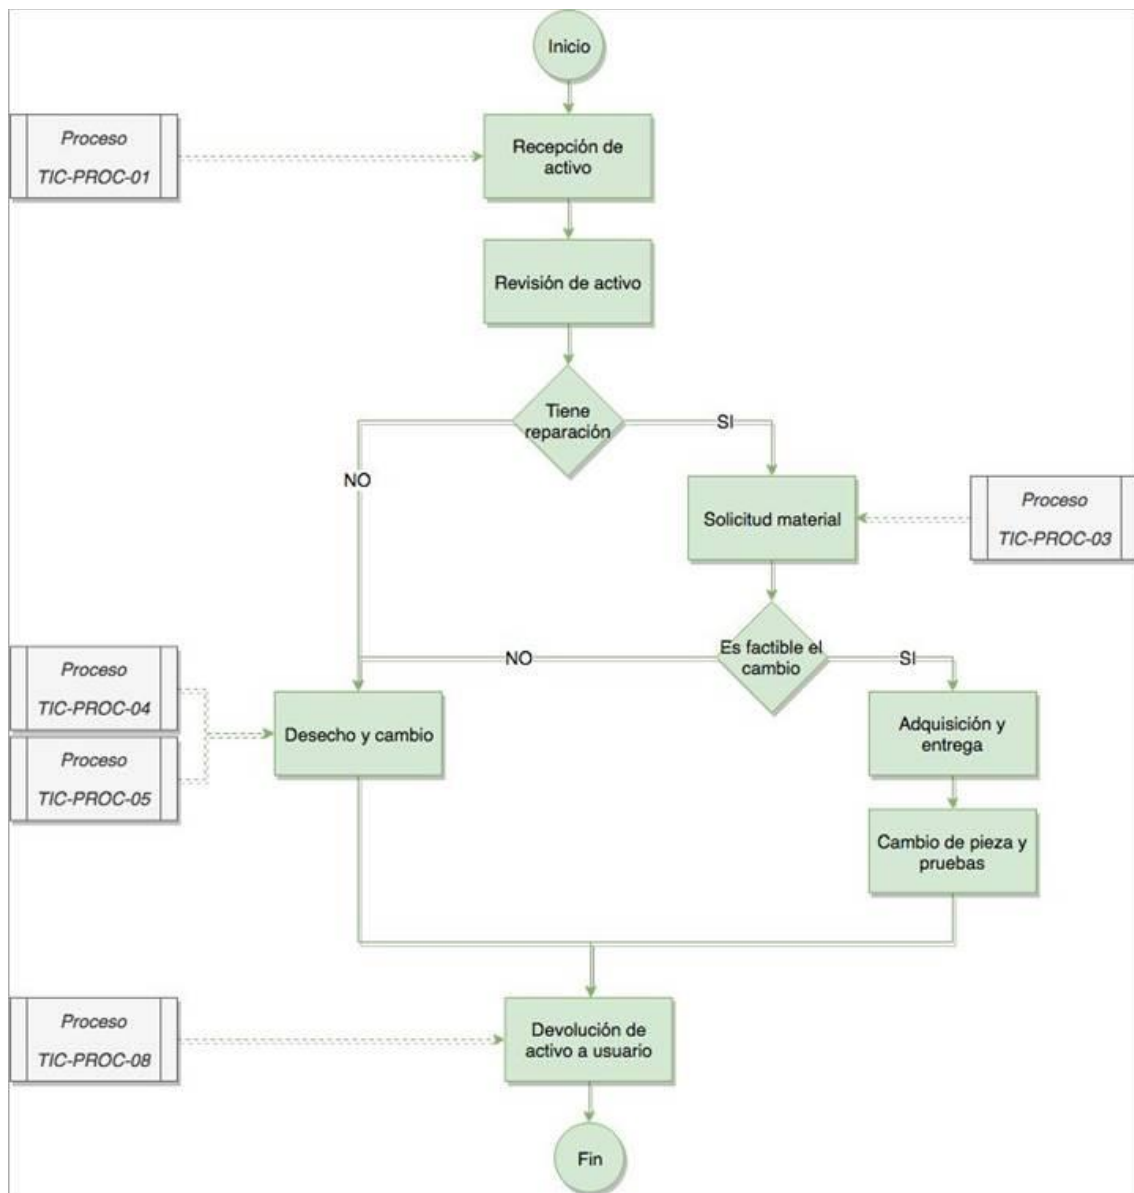 Inicio
Proceso
TIC-PROC-01
Recepción de
activo
Revisión de activo
Tiene
reparación
SI
NO
Solicitud material
Proceso
TIC-PROC-03
Es factible el
cambio
NO
SI
Proceso
TIC-PROC-04
Proceso
TIC-PROC-05
Desecho y cambio
Adquisición y
entrega
Cambio de pieza y
pruebas
Proceso
TIC-PROC-08
Devolución de
activo a usuario
Fin